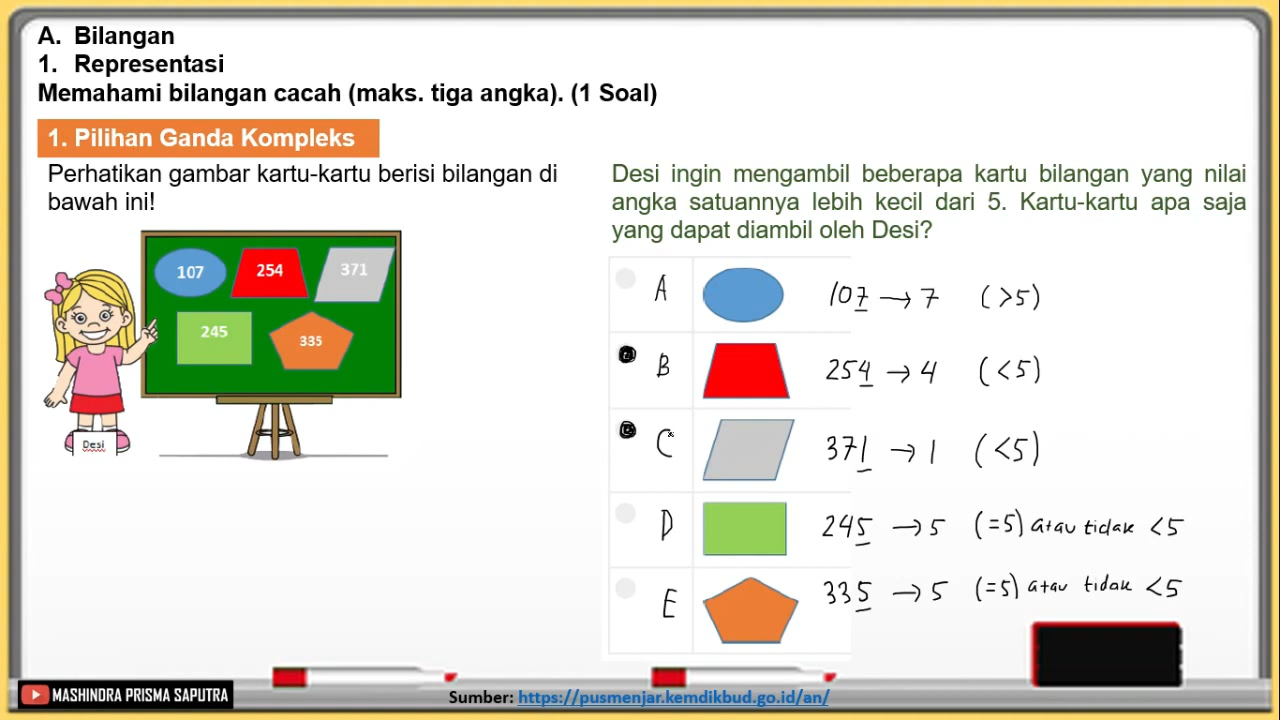 A. Bilangan
1. Representasi
Memahami bilangan cacah (maks. tiga angka). (1 Soal)
1. Pilihan Ganda Kompleks
Perhatikan gambar kartu-kartu berisi bilangan di
bawah ini!
107 254 371
245 335
Desi
Desi ingin mengambil beberapa kartu bilangan yang nilai
angka satuannya lebih kecil dari 5. Kartu-kartu apa saja
yang dapat diambil oleh Desi?
A 107 → 7 (>5)
B 254 → 4 (<5)
C 371 → 1 (<5)
D 245 → 5 (=5) atau tidak <5
E 335 → 5 (=5) atau tidak <5
MASHINDRA PRISMA SAPUTRA
Sumber: https://pusmenjar.kemdikbud.go.id/an/